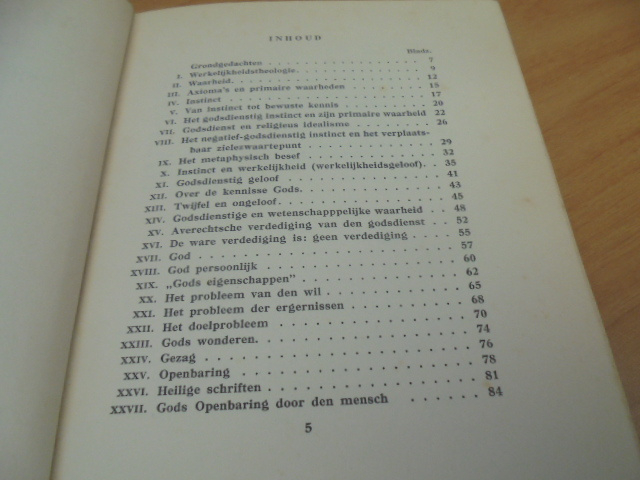 INHOUD
Bladz.
Grondgedachten . . . . . . . . . . . . . 7
I. Werkelijkheidstheologie. . . . . . . . . . . 9
II. Waarheid. . . . . . . . . . . . . . . 12
III. Axioma's en primaire waarheden . . . . . . . 15
IV. Instinct . . . . . . . . . . . . . . . 17
V. Van instinct tot bewuste kennis . . . . . . . 20
VI. Het godsdienstig instinct en zijn primaire waarheid 22
VII. Godsdienst en religieus idealisme . . . . . . . 26
VIII. Het negatief-godsdienstig instinct en het verplaats-
baar zielezwaartepunt . . . . . . . . . . 29
IX. Het metaphysisch besef . . . . . . . . . . 32
X. Instinct en werkelijkheid (werkelijkheidsgeloof). . 35
XI. Godsdienstig geloof . . . . . . . . . . . 41
XII. Over de kennisse Gods. . . . . . . . . . . 43
XIII. Twijfel en ongeloof . . . . . . . . . . . . 45
XIV. Godsdienstige en wetenschapppelijke waarheid . . 48
XV. Averechtsche verdediging van den godsdienst . . 52
XVI. De ware verdediging is: geen verdediging . . . . 55
XVII. God . . . . . . . . . . . . . . . . 57
XVIII. God persoonlijk . . . . . . . . . . . . . 60
XIX. „Gods eigenschappen" . . . . . . . . . . . 62
XX. Het probleem van den wil . . . . . . . . . . 65
XXI. Het probleem der ergernissen . . . . . . . . 68
XXII. Het doelprobleem . . . . . . . . . . . . 70
XXIII. Gods wonderen. . . . . . . . . . . . . . 74
XXIV. Gezag . . . . . . . . . . . . . . . . 76
XXV. Openbaring . . . . . . . . . . . . . . 78
XXVI. Heilige schriften . . . . . . . . . . . . . 81
XXVII. Gods Openbaring door den mensch . . . . . . 84
5